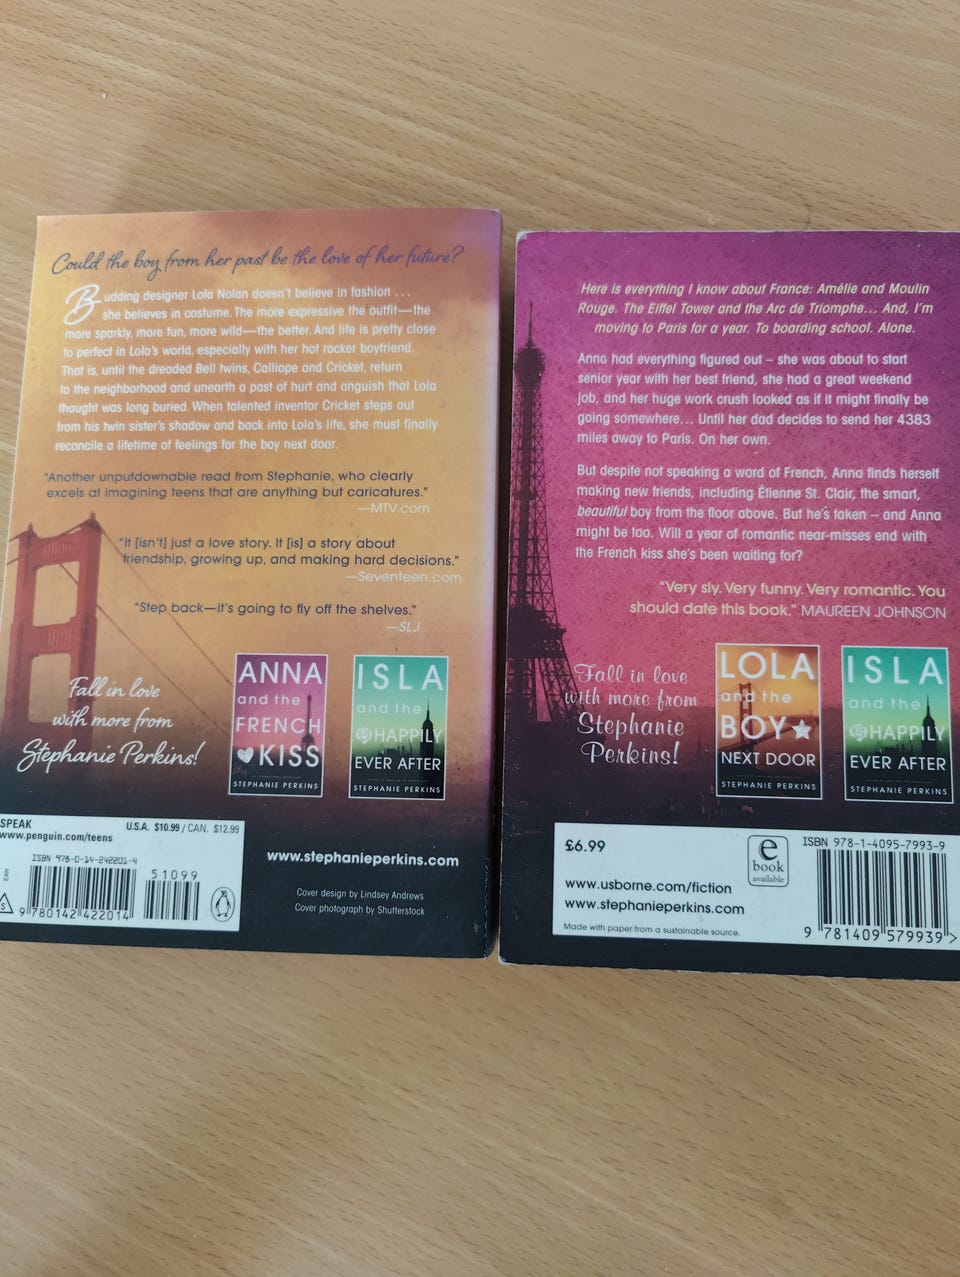 Could the boy from her past be the love of her future?
Budding designer Lola Nolan doesn't believe in fashion . . .
she believes in costume. The more expressive the outfit—the
more sparkly, more fun, more wild—the better. And life is pretty close
to perfect in Lola's world, especially with her hot rocker boyfriend.
That is, until the dreaded Bell twins, Calliope and Cricket, return
to the neighborhood and unearth a past of hurt and anguish that Lola
thought was long buried. When talented inventor Cricket steps out
from his twin sister's shadow and back into Lola's life, she must finally
reconcile a lifetime of feelings for the boy next door.
"Another unputdownable read from Stephanie, who clearly
excels at imagining teens that are anything but caricatures."
—MTV.com
"It [isn't] just a love story. It [is] a story about
friendship, growing up, and making hard decisions."
—Seventeen.com
"Step back—it's going to fly off the shelves."
—SLJ
Fall in love
with more from
Stephanie Perkins!
ANNA
and the
FRENCH
KISS
STEPHANIE PERKINS
ISLA
and the
HAPPILY
EVER AFTER
STEPHANIE PERKINS
SPEAK
www.penguin.com/teens
U.S.A. $10.99 / CAN. $12.99
ISBN 978-0-14-242201-4
51099
9 780142 422014
EAN
S
www.stephanieperkins.com
Cover design by Lindsey Andrews
Cover photograph by Shutterstock
Here is everything I know about France: Amélie and Moulin
Rouge. The Eiffel Tower and the Arc de Triomphe... And, I'm
moving to Paris for a year. To boarding school. Alone.
Anna had everything figured out – she was about to start
senior year with her best friend, she had a great weekend
job, and her huge work crush looked as if it might finally be
going somewhere... Until her dad decides to send her 4383
miles away to Paris. On her own.
But despite not speaking a word of French, Anna finds herself
making new friends, including Étienne St. Clair, the smart,
beautiful boy from the floor above. But he's taken – and Anna
might be too. Will a year of romantic near-misses end with
the French kiss she's been waiting for?
"Very sly. Very funny. Very romantic. You
should date this book." MAUREEN JOHNSON
Fall in love
with more from
Stephanie
Perkins!
LOLA
and the
BOY
NEXT DOOR
STEPHANIE PERKINS
ISLA
and the
HAPPILY
EVER AFTER
STEPHANIE PERKINS
£6.99
e
book
available
www.usborne.com/fiction
www.stephanieperkins.com
Made with paper from a sustainable source.
ISBN 978-1-4095-7993-9
9 781409 579939 >